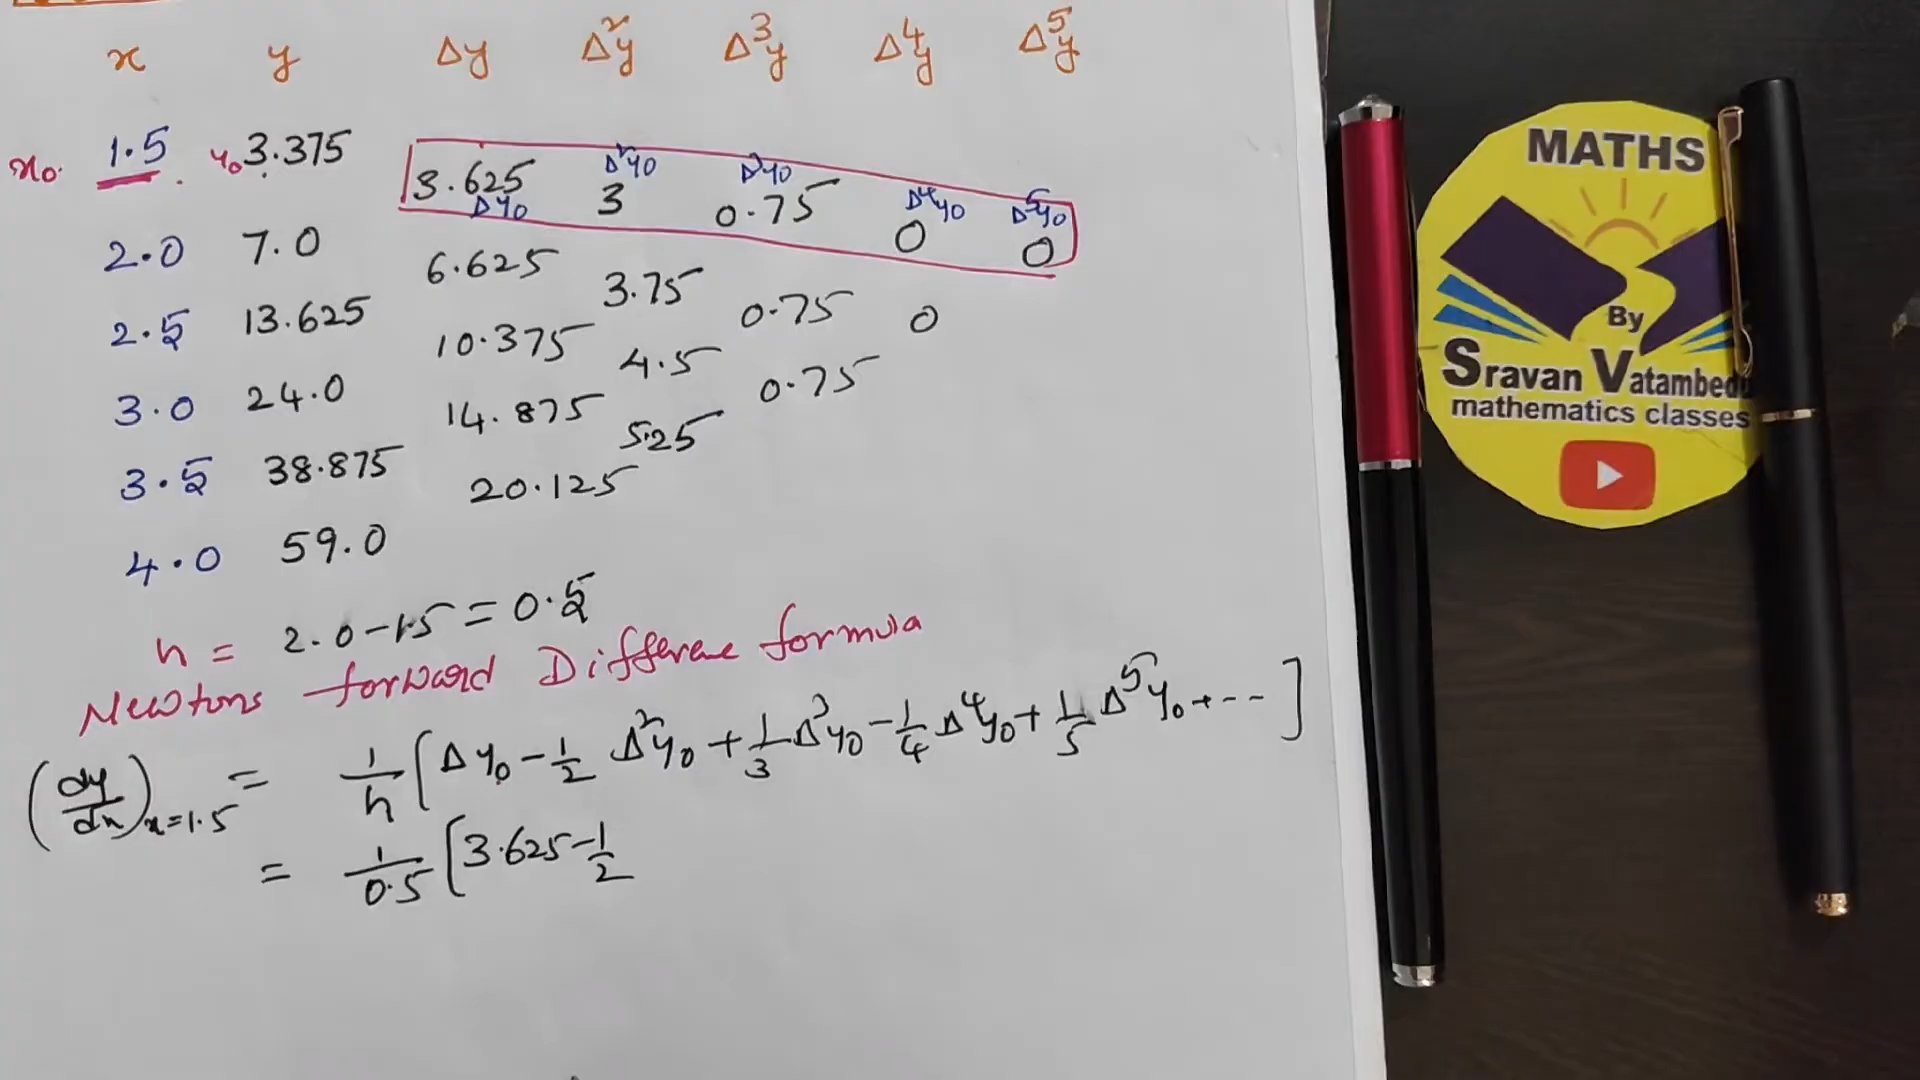 x y Δy Δ²y Δ³y Δ⁴y Δ⁵y
x₀. 1.5 y₀ 3.375
3.625 Δy₀ Δ²y₀ 3 Δ³y₀ 0.75 Δ⁴y₀ 0 Δ⁵y₀ 0
2.0 7.0
6.625 3.75 0.75 0
2.5 13.625
10.375 4.5 0.75
3.0 24.0
14.875 5.25
3.5 38.875
20.125
4.0 59.0
h = 2.0-1.5 = 0.5
Newtons forward Differene formula
(dy/dx)x=1.5 = 1/h [Δy₀ - 1/2 Δ²y₀ + 1/3 Δ³y₀ - 1/4 Δ⁴y₀ + 1/5 Δ⁵y₀ + --- ]
= 1/0.5 [3.625 - 1/2
MATHS
By
Sravan Vatambedu
mathematics classes